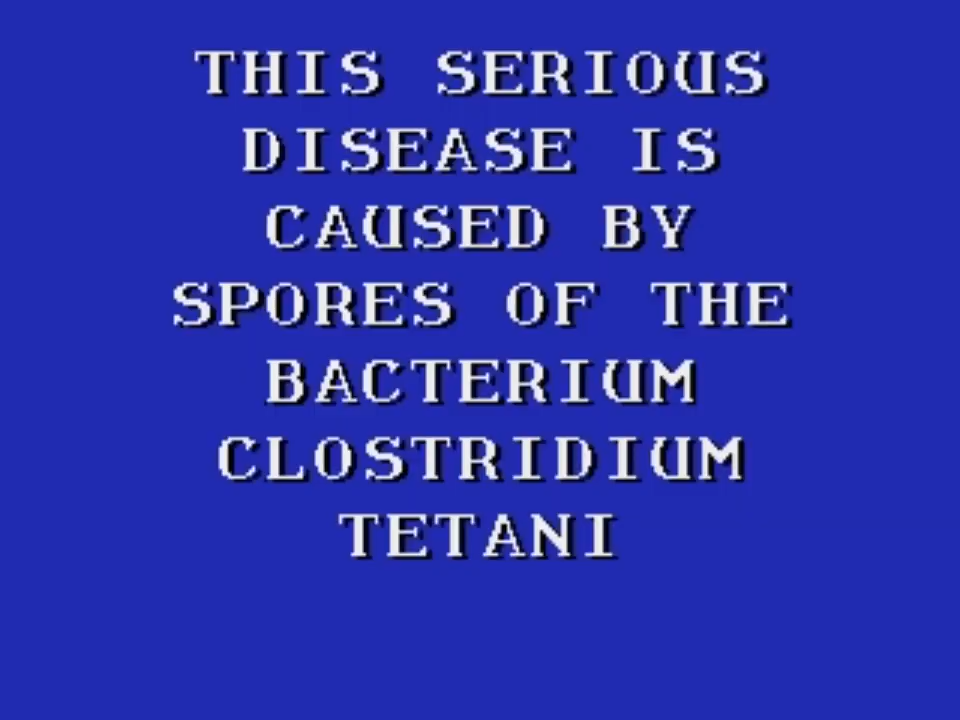 THIS SERIOUS
DISEASE IS
CAUSED BY
SPORES OF THE
BACTERIUM
CLOSTRIDIUM
TETANI